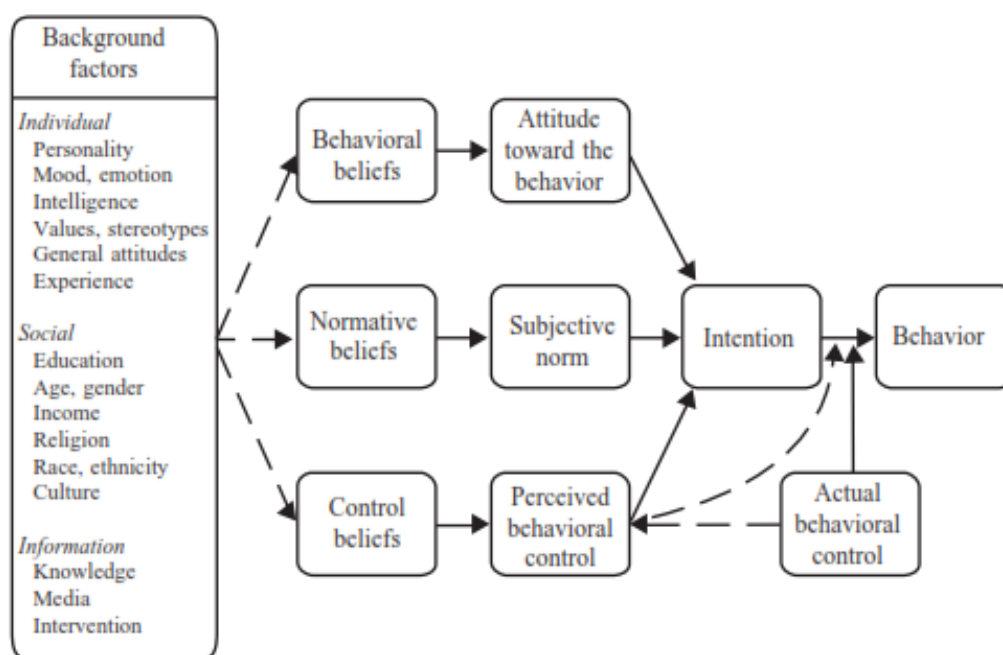 Background
factors
Individual
Personality
Mood, emotion
Intelligence
Values, stereotypes
General attitudes
Experience
Social
Education
Age, gender
Income
Religion
Race, ethnicity
Culture
Information
Knowledge
Media
Intervention
Behavioral
beliefs
Attitude
toward the
behavior
Normative
beliefs
Subjective
norm
Intention
Behavior
Control
beliefs
Perceived
behavioral
control
Actual
behavioral
control